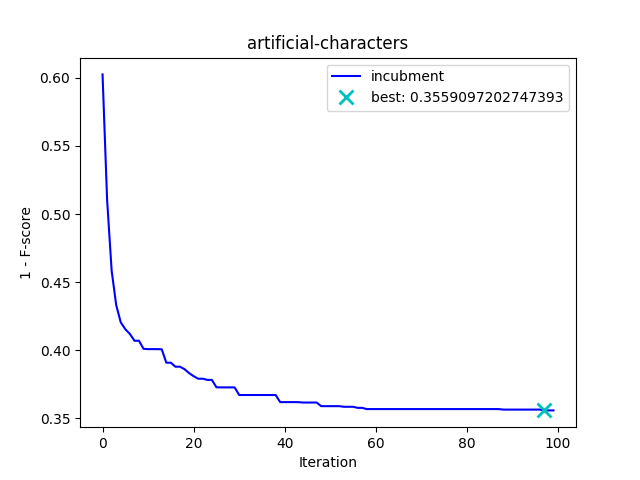 artificial-characters
incubment
best: 0.3559097202747393
0.60
0.55
0.50
0.45
0.40
0.35
1 - F-score
0
20
40
60
80
100
Iteration